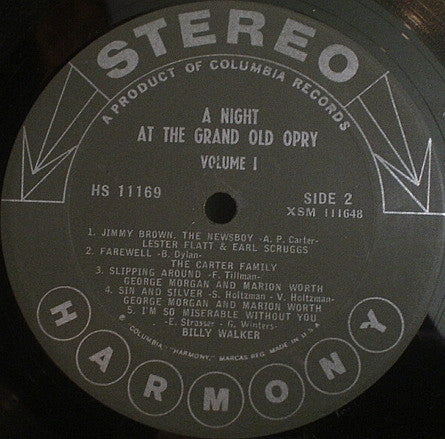 STEREO
A PRODUCT OF COLUMBIA RECORDS
A NIGHT
AT THE GRAND OLD OPRY
VOLUME I
HS 11169
SIDE 2
XSM 111648
1. JIMMY BROWN, THE NEWSBOY -A. P. Carter-
LESTER FLATT & EARL SCRUGGS
2. FAREWELL -B. Dylan-
THE CARTER FAMILY
3. SLIPPING AROUND -F. Tillman-
GEORGE MORGAN AND MARION WORTH
4. SIN AND SILVER -S. Holtzman - V. Holtzman-
GEORGE MORGAN AND MARION WORTH
5. I'M SO MISERABLE WITHOUT YOU
-E. Strasser - G. Winters-
BILLY WALKER
® COLUMBIA, "HARMONY," MARCAS REG. MADE IN U. S. A.
HARMONY